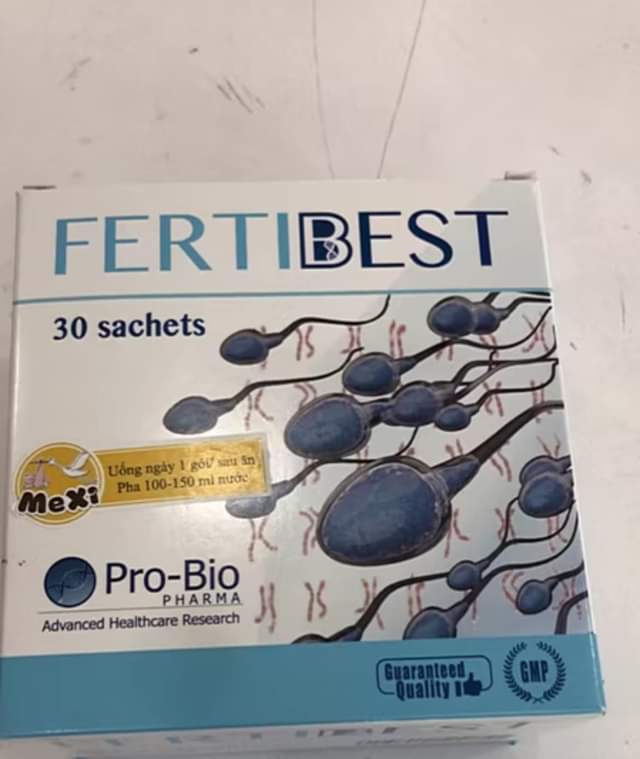 FERTIBEST
30 sachets
Uống ngày 1 gói sau ăn
Pha 100-150 ml nước
Mexi
Pro-Bio
PHARMA
Advanced Healthcare Research
Guaranteed
Quality
GMP